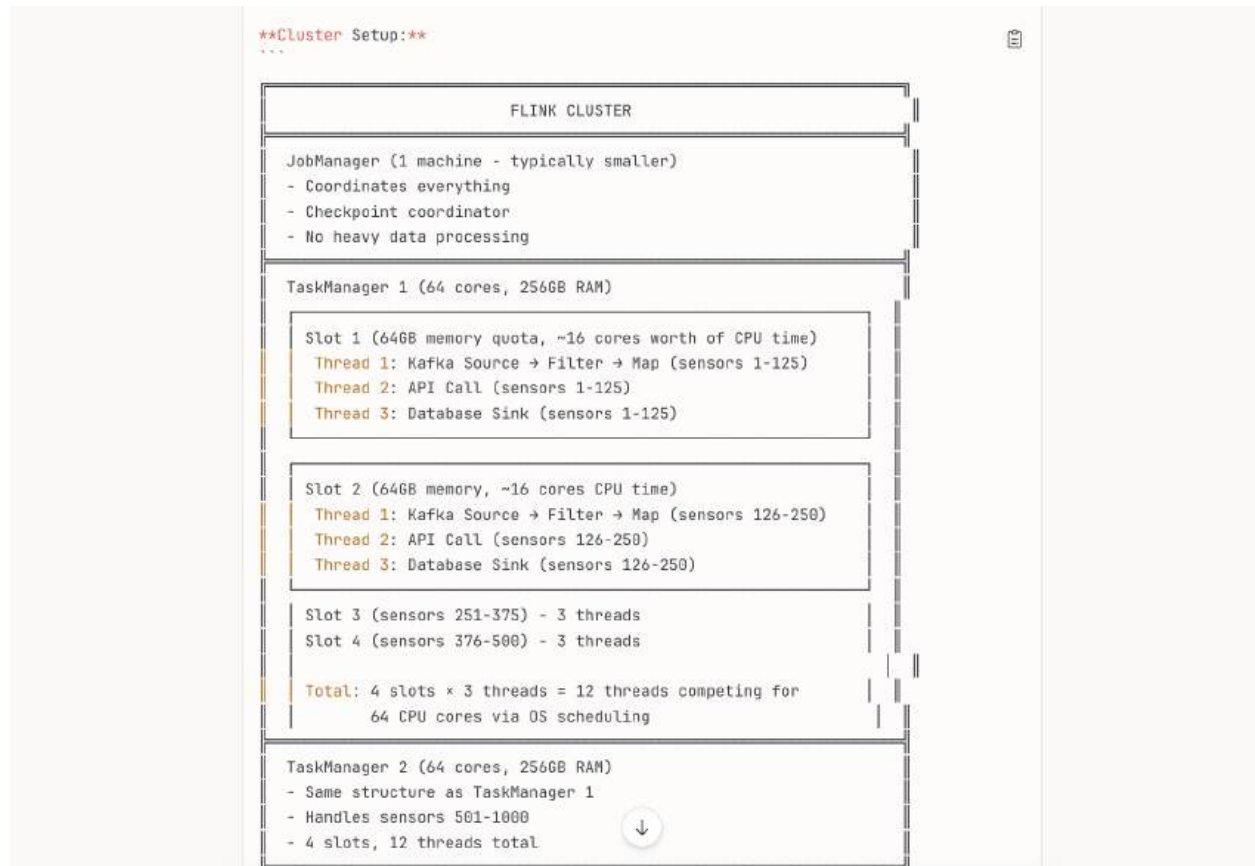 **Cluster Setup:**
```
FLINK CLUSTER
JobManager (1 machine - typically smaller)
- Coordinates everything
- Checkpoint coordinator
- No heavy data processing
TaskManager 1 (64 cores, 256GB RAM)
Slot 1 (64GB memory quota, ~16 cores worth of CPU time)
Thread 1: Kafka Source → Filter → Map (sensors 1-125)
Thread 2: API Call (sensors 1-125)
Thread 3: Database Sink (sensors 1-125)
Slot 2 (64GB memory, ~16 cores CPU time)
Thread 1: Kafka Source → Filter → Map (sensors 126-250)
Thread 2: API Call (sensors 126-250)
Thread 3: Database Sink (sensors 126-250)
Slot 3 (sensors 251-375) - 3 threads
Slot 4 (sensors 376-500) - 3 threads
Total: 4 slots × 3 threads = 12 threads competing for
64 CPU cores via OS scheduling
TaskManager 2 (64 cores, 256GB RAM)
- Same structure as TaskManager 1
- Handles sensors 501-1000
- 4 slots, 12 threads total